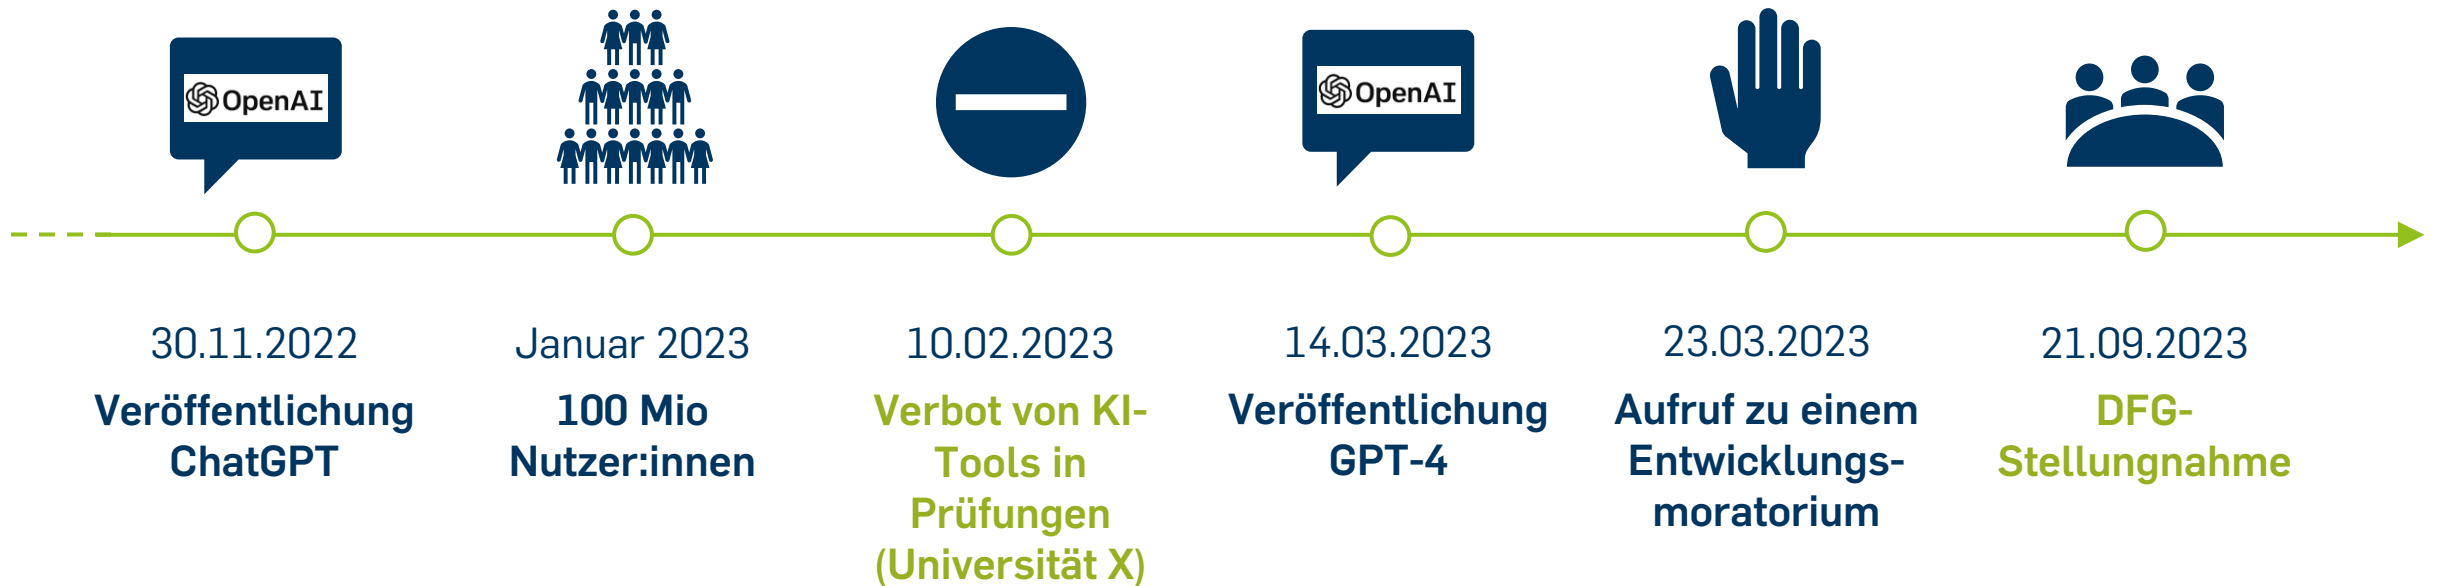 OpenAI
OpenAI
30.11.2022
Veröffentlichung
ChatGPT
Januar 2023
100 Mio
Nutzer:innen
10.02.2023
Verbot von KI-
Tools in
Prüfungen
(Universität X)
14.03.2023
Veröffentlichung
GPT-4
23.03.2023
Aufruf zu einem
Entwicklungs-
moratorium
21.09.2023
DFG-
Stellungnahme